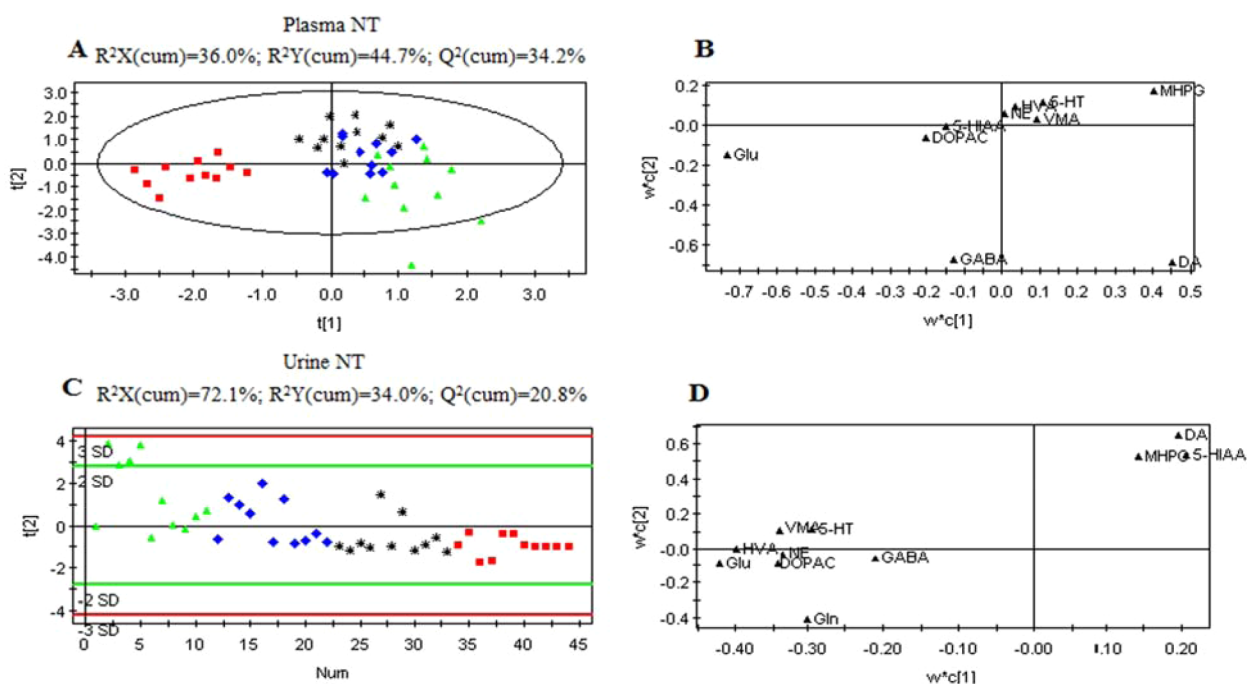 Plasma NT
A R²X(cum)=36.0%; R²Y(cum)=44.7%; Q²(cum)=34.2%
3.0
2.0
1.0
0.0
-1.0
-2.0
-3.0
-4.0
t[2]
-3.0 -2.0 -1.0 0.0 1.0 2.0 3.0
t[1]
B
0.2
-0.0
-0.2
-0.4
-0.6
w*c[2]
MHPG
5-HT
HVA
NE
VMA
5-HIAA
DOPAC
Glu
GABA
DA
-0.7 -0.6 -0.5 -0.4 -0.3 -0.2 -0.1 0.0 0.1 0.2 0.3 0.4 0.5
w*c[1]
Urine NT
C R²X(cum)=72.1%; R²Y(cum)=34.0%; Q²(cum)=20.8%
4
2
0
-2
-4
t[2]
3 SD
2 SD
-2 SD
-3 SD
0 5 10 15 20 25 30 35 40 45
Num
D
0.6
0.4
0.2
-0.0
-0.2
-0.4
w*c[2]
DA
5-HIAA
MHPG
VMA
5-HT
HVA
NE
Glu
DOPAC
GABA
Gln
-0.40 -0.30 -0.20 -0.10 -0.00 0.10 0.20
w*c[1]